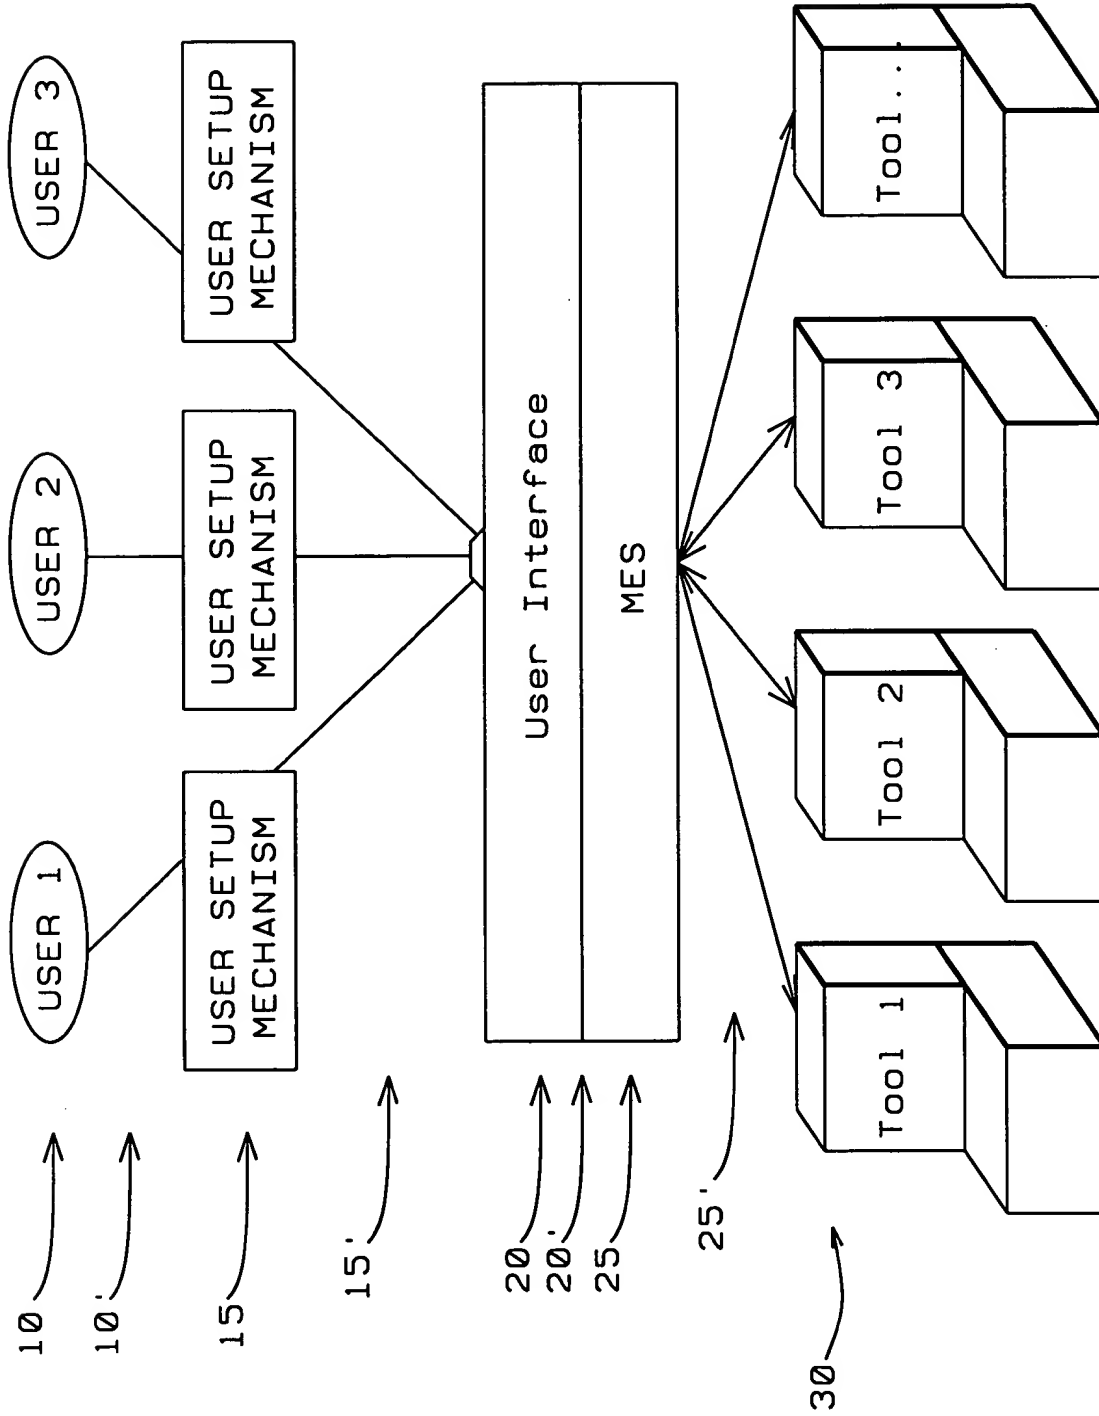 10
USER 1
USER 2
USER 3
10'
15
USER SETUP
MECHANISM
USER SETUP
MECHANISM
USER SETUP
MECHANISM
15'
20
User Interface
20'
25
MES
25'
30
Tool 1
Tool 2
Tool 3
Tool...